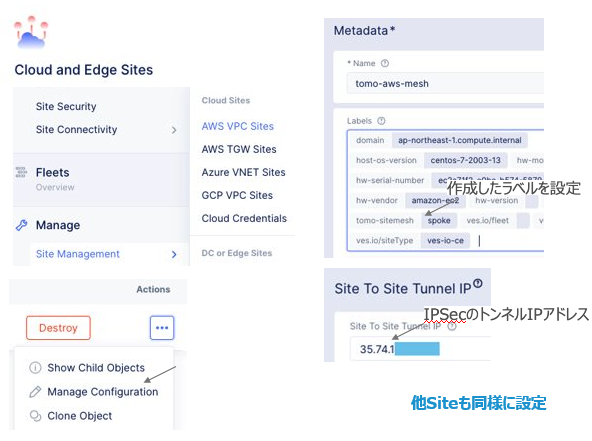 Cloud and Edge Sites
Site Security
Site Connectivity
Fleets
Overview
Manage
Site Management
Cloud Sites
AWS VPC Sites
AWS TGW Sites
Azure VNET Sites
GCP VPC Sites
Cloud Credentials
DC or Edge Sites
Actions
Destroy
Show Child Objects
Manage Configuration
Clone Object
Metadata*
* Name
tomo-aws-mesh
Labels
domain ap-northeast-1.compute.internal
host-os-version centos-7-2003-13 hw-mo
hw-serial-number
作成したラベルを設定
hw-vendor amazon-ec2 hw-version
tomo-sitemesh spoke ves.io/fleet v
ves.io/siteType ves-io-ce
Site To Site Tunnel IP
IPSecのトンネルIPアドレス
Site To Site Tunnel IP
35.74.1
他Siteも同様に設定